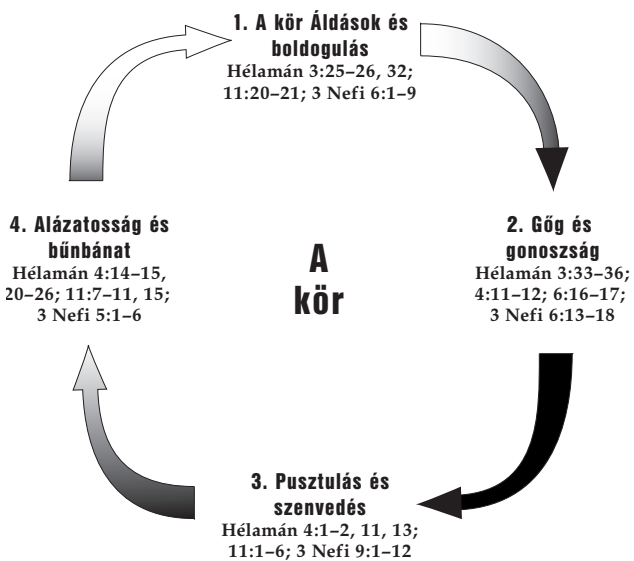 1. A kör Áldások és
boldogulás
Hélamán 3:25–26, 32;
11:20–21; 3 Nefi 6:1–9
2. Gőg és
gonoszság
Hélamán 3:33–36;
4:11–12; 6:16–17;
3 Nefi 6:13–18
3. Pusztulás és
szenvedés
Hélamán 4:1–2, 11, 13;
11:1–6; 3 Nefi 9:1–12
4. Alázatosság és
bűnbánat
Hélamán 4:14–15,
20–26; 11:7–11, 15;
3 Nefi 5:1–6
A
kör